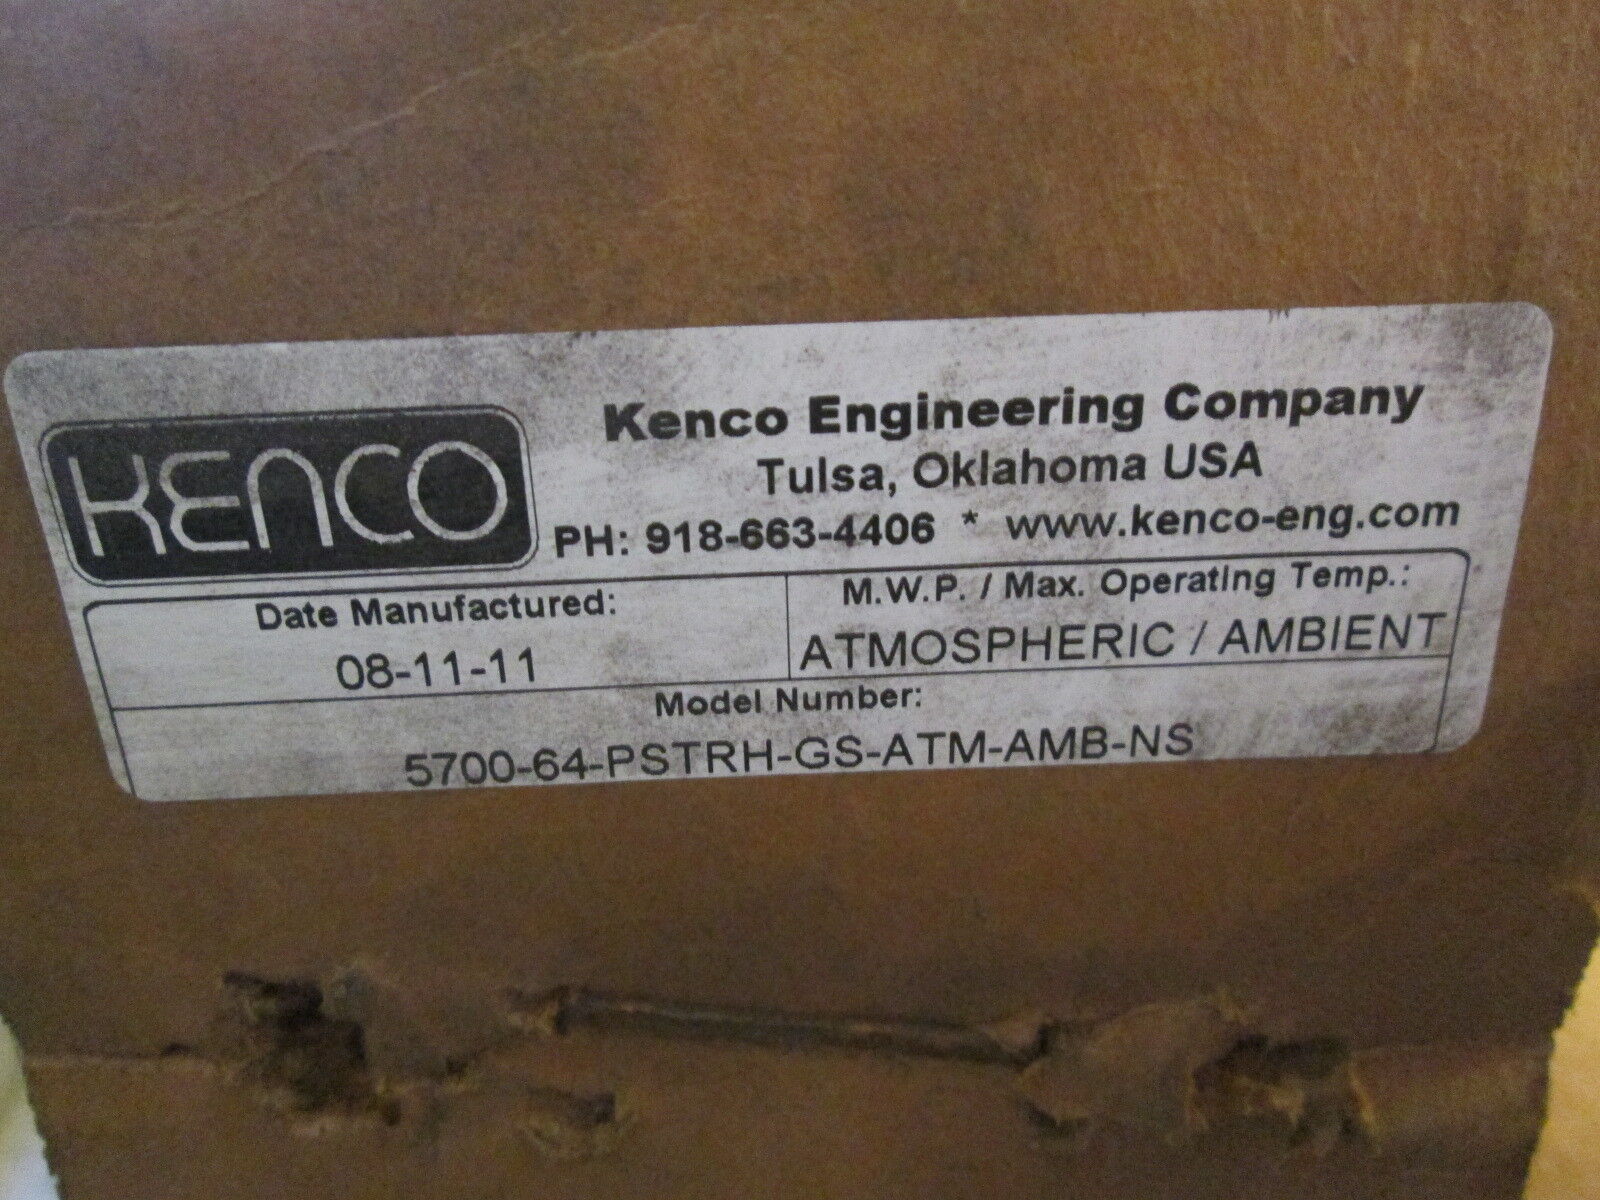 KENCO
Kenco Engineering Company
Tulsa, Oklahoma USA
PH: 918-663-4406 * www.kenco-eng.com
Date Manufactured:
08-11-11
M.W.P. / Max. Operating Temp.:
ATMOSPHERIC / AMBIENT
Model Number:
5700-64-PSTRH-GS-ATM-AMB-NS